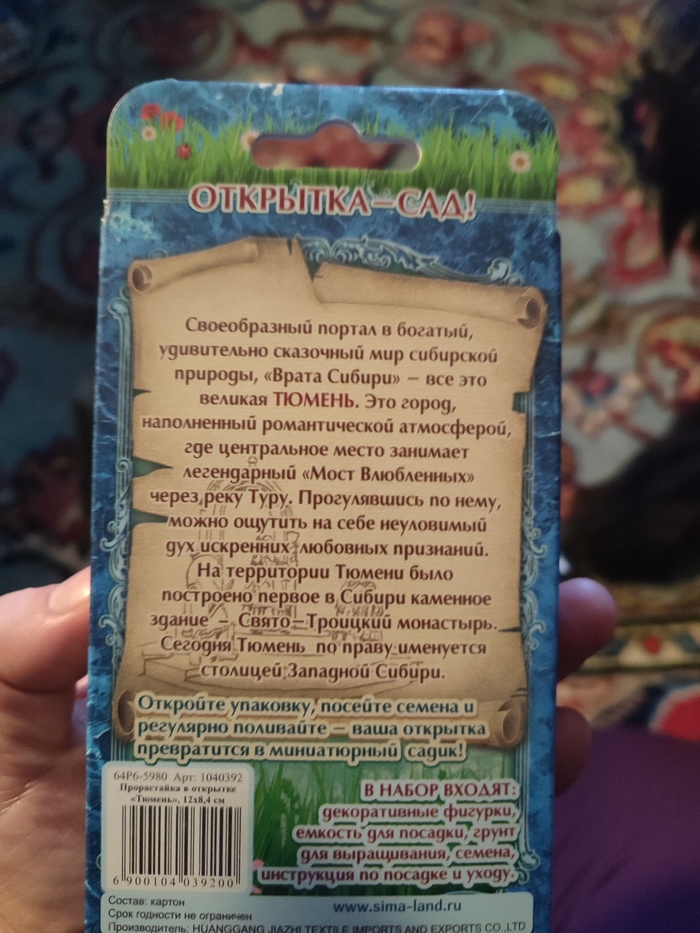 ОТКРЫТКА—САД!
Своеобразный портал в богатый,
удивительно сказочный мир сибирской
природы, «Врата Сибири» — все это
великая ТЮМЕНЬ. Это город,
наполненный романтической атмосферой,
где центральное место занимает
легендарный «Мост Влюбленных»
через реку Туру. Прогулявшись по нему,
можно ощутить на себе неуловимый
дух искренних любовных признаний.
На территории Тюмени было
построено первое в Сибири каменное
здание – Свято—Троицкий монастырь.
Сегодня Тюмень по праву именуется
столицей Западной Сибири.
Откройте упаковку, посейте семена и
регулярно поливайте — ваша открытка
превратится в миниатюрный садик!
64Р6-5980 Арт: 1040392
Прорастайка в открытке
«Тюмень», 12х8,4 см
6 900104 039200
В НАБОР ВХОДЯТ:
декоративные фигурки,
емкость для посадки, грунт
для выращивания, семена,
инструкция по посадке и уходу.
Состав: картон
Срок годности не ограничен
Производитель: HUANGGANG JIAZHI TEXTILE IMPORTS AND EXPORTS CO.,LTD
www.sima-land.ru